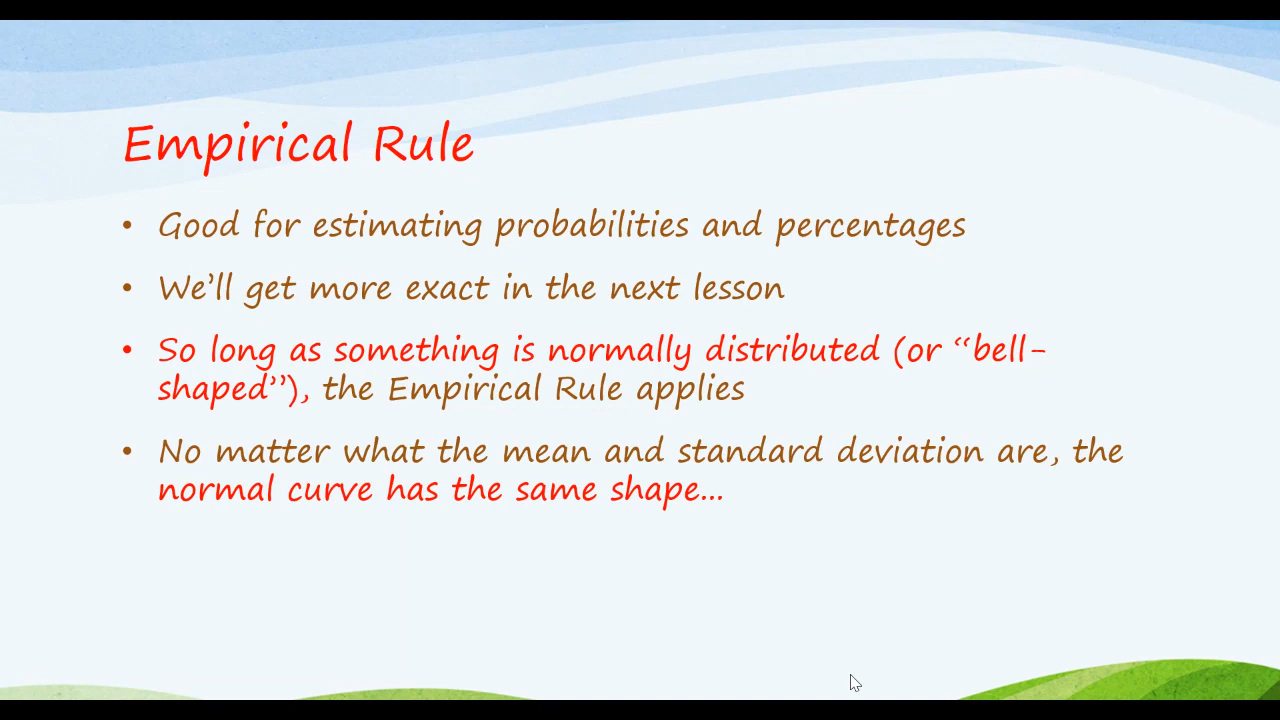 Empirical Rule
• Good for estimating probabilities and percentages
• We'll get more exact in the next lesson
• So long as something is normally distributed (or “bell-
shaped”), the Empirical Rule applies
• No matter what the mean and standard deviation are, the
normal curve has the same shape...